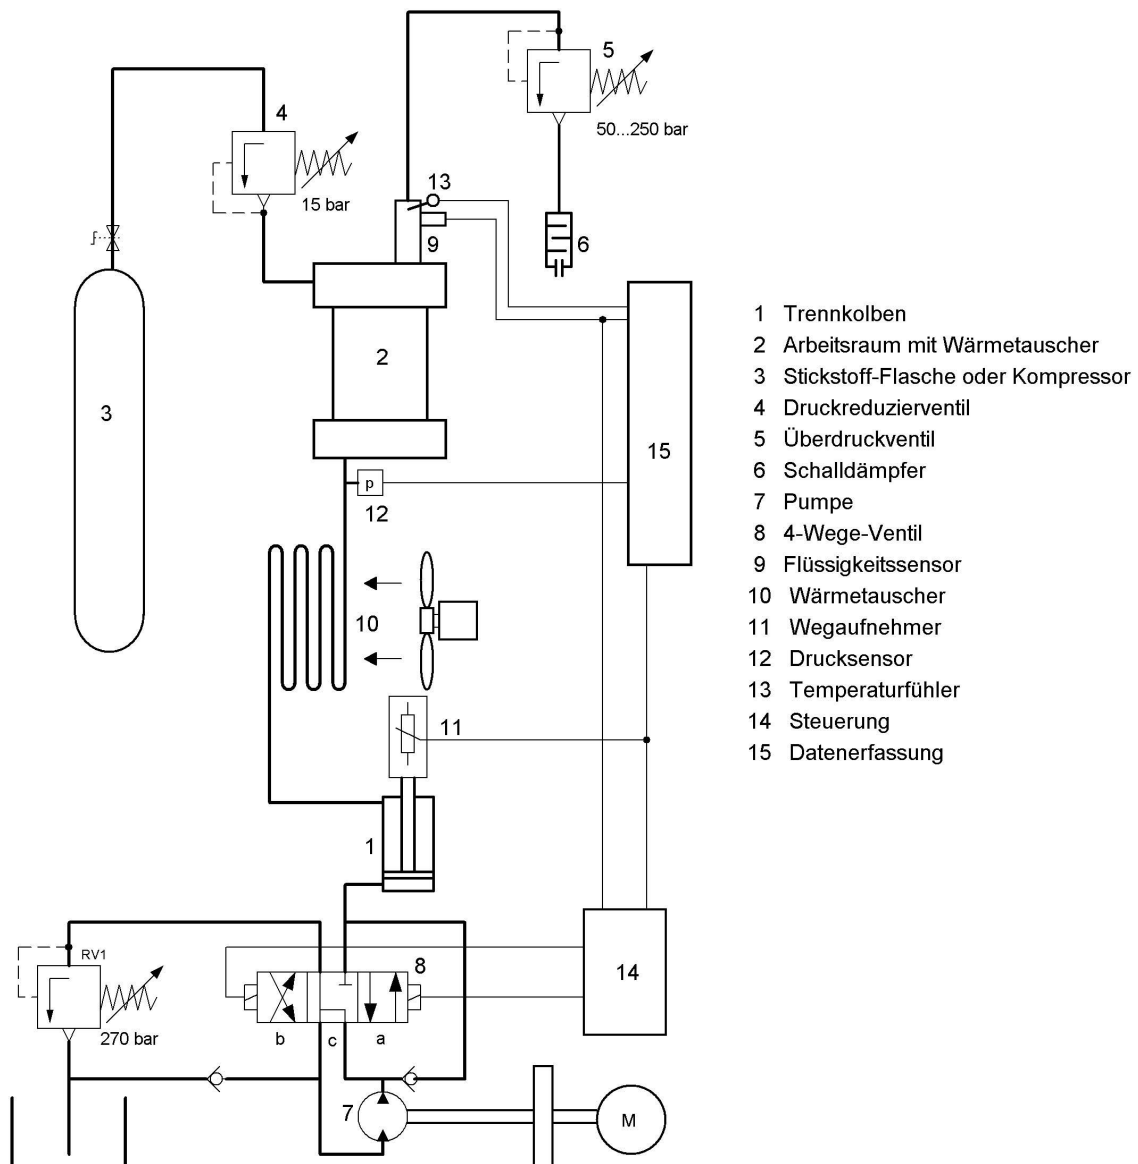 5
50...250 bar
4
15 bar
13
9
6
3
2
15
p
12
10
11
1
RV1
270 bar
8
b
c
a
14
7
M
1 Trennkolben
2 Arbeitsraum mit Wärmetauscher
3 Stickstoff-Flasche oder Kompressor
4 Druckreduzierventil
5 Überdruckventil
6 Schalldämpfer
7 Pumpe
8 4-Wege-Ventil
9 Flüssigkeitssensor
10 Wärmetauscher
11 Wegaufnehmer
12 Drucksensor
13 Temperaturfühler
14 Steuerung
15 Datenerfassung